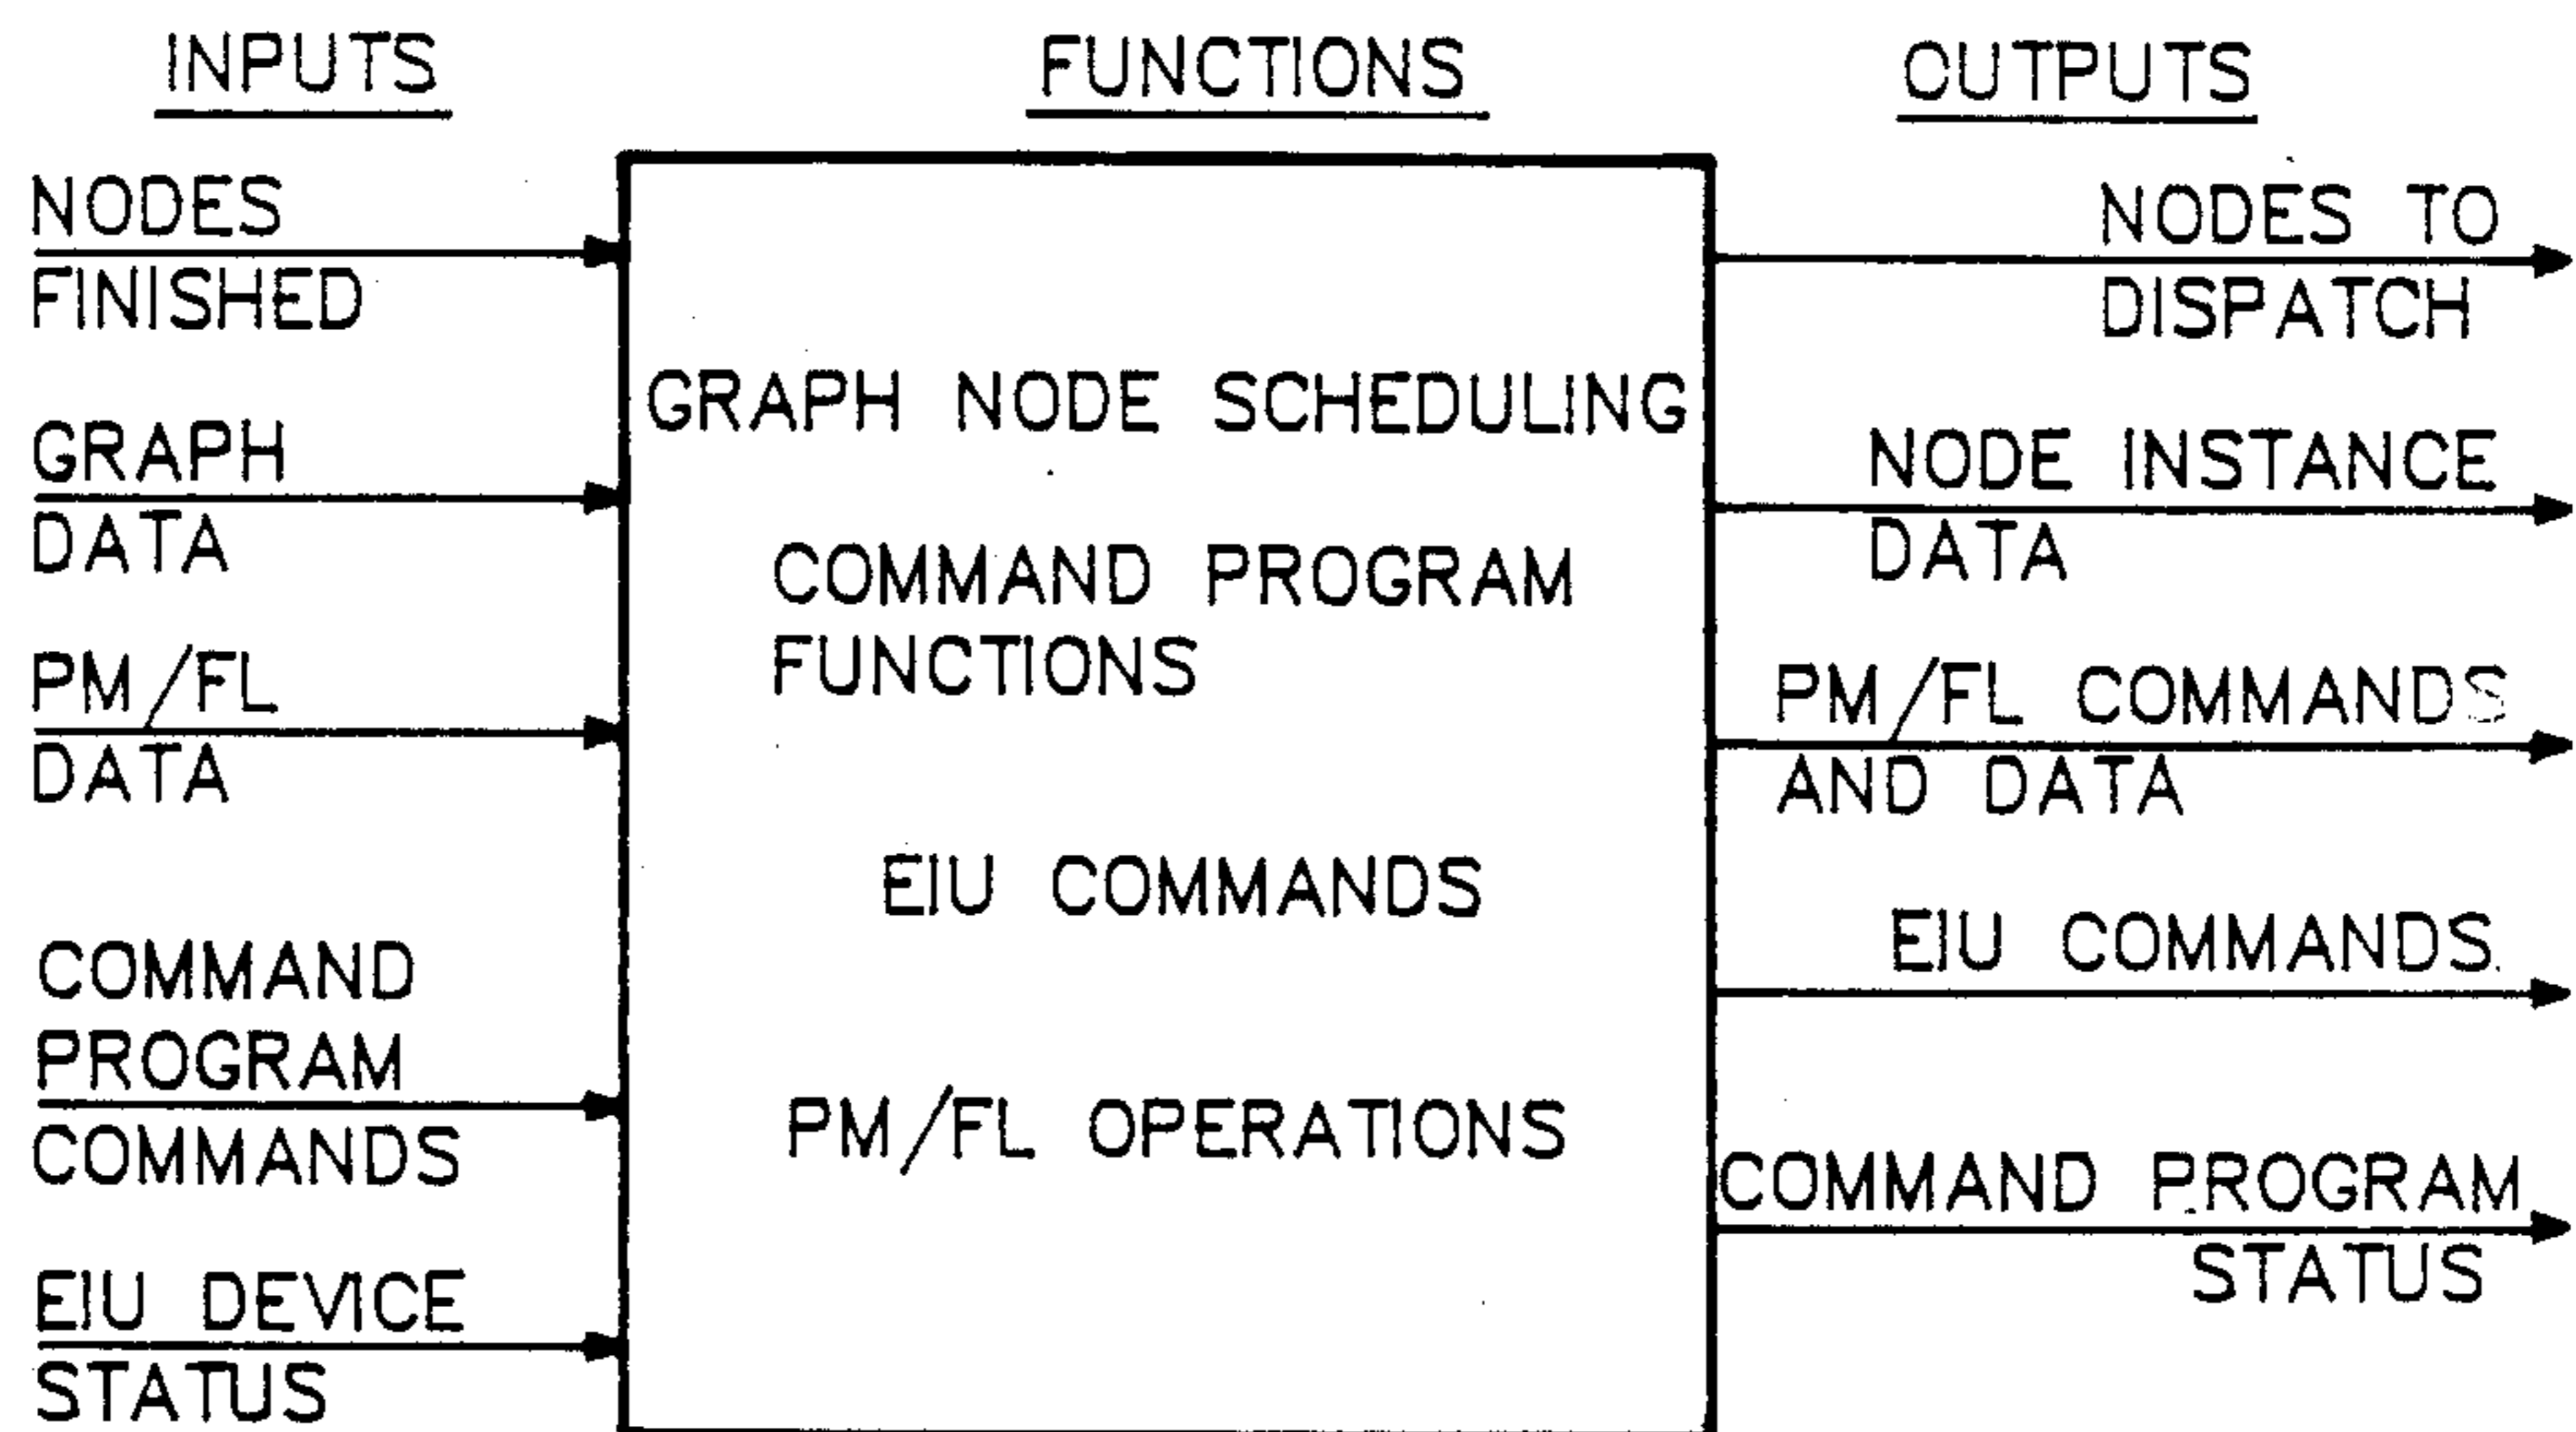 INPUTS
NODES
FINISHED
GRAPH
DATA
PM/FL
DATA
COMMAND
PROGRAM
COMMANDS
EIU DEVICE
STATUS
FUNCTIONS
GRAPH NODE SCHEDULING
COMMAND PROGRAM
FUNCTIONS
EIU COMMANDS
PM/FL OPERATIONS
OUTPUTS
NODES TO
DISPATCH
NODE INSTANCE
DATA
PM/FL COMMANDS
AND DATA
EIU COMMANDS
COMMAND PROGRAM
STATUS